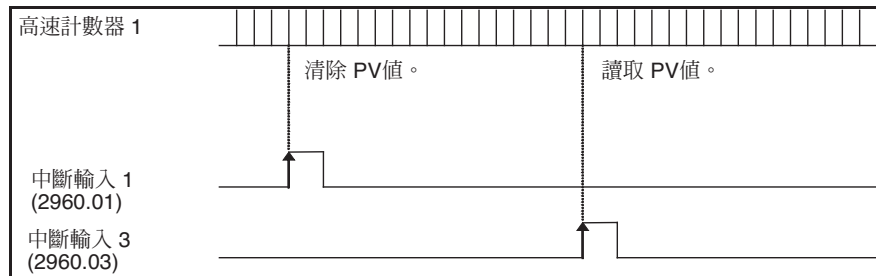 高速計數器 1
清除 PV值。
讀取 PV值。
中斷輸入 1
(2960.01)
中斷輸入 3
(2960.03)